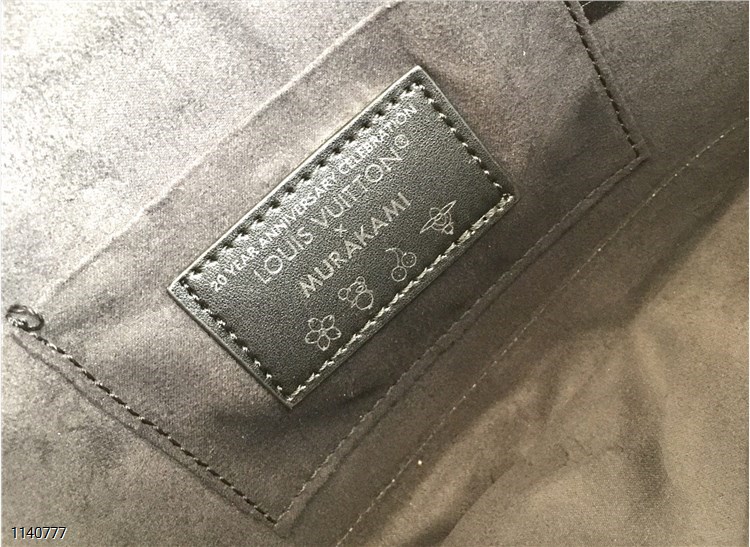 20 YEAR ANNIVERSARY CELEBRATION
LOUIS VUITTON®
×
MURAKAMI
1140777